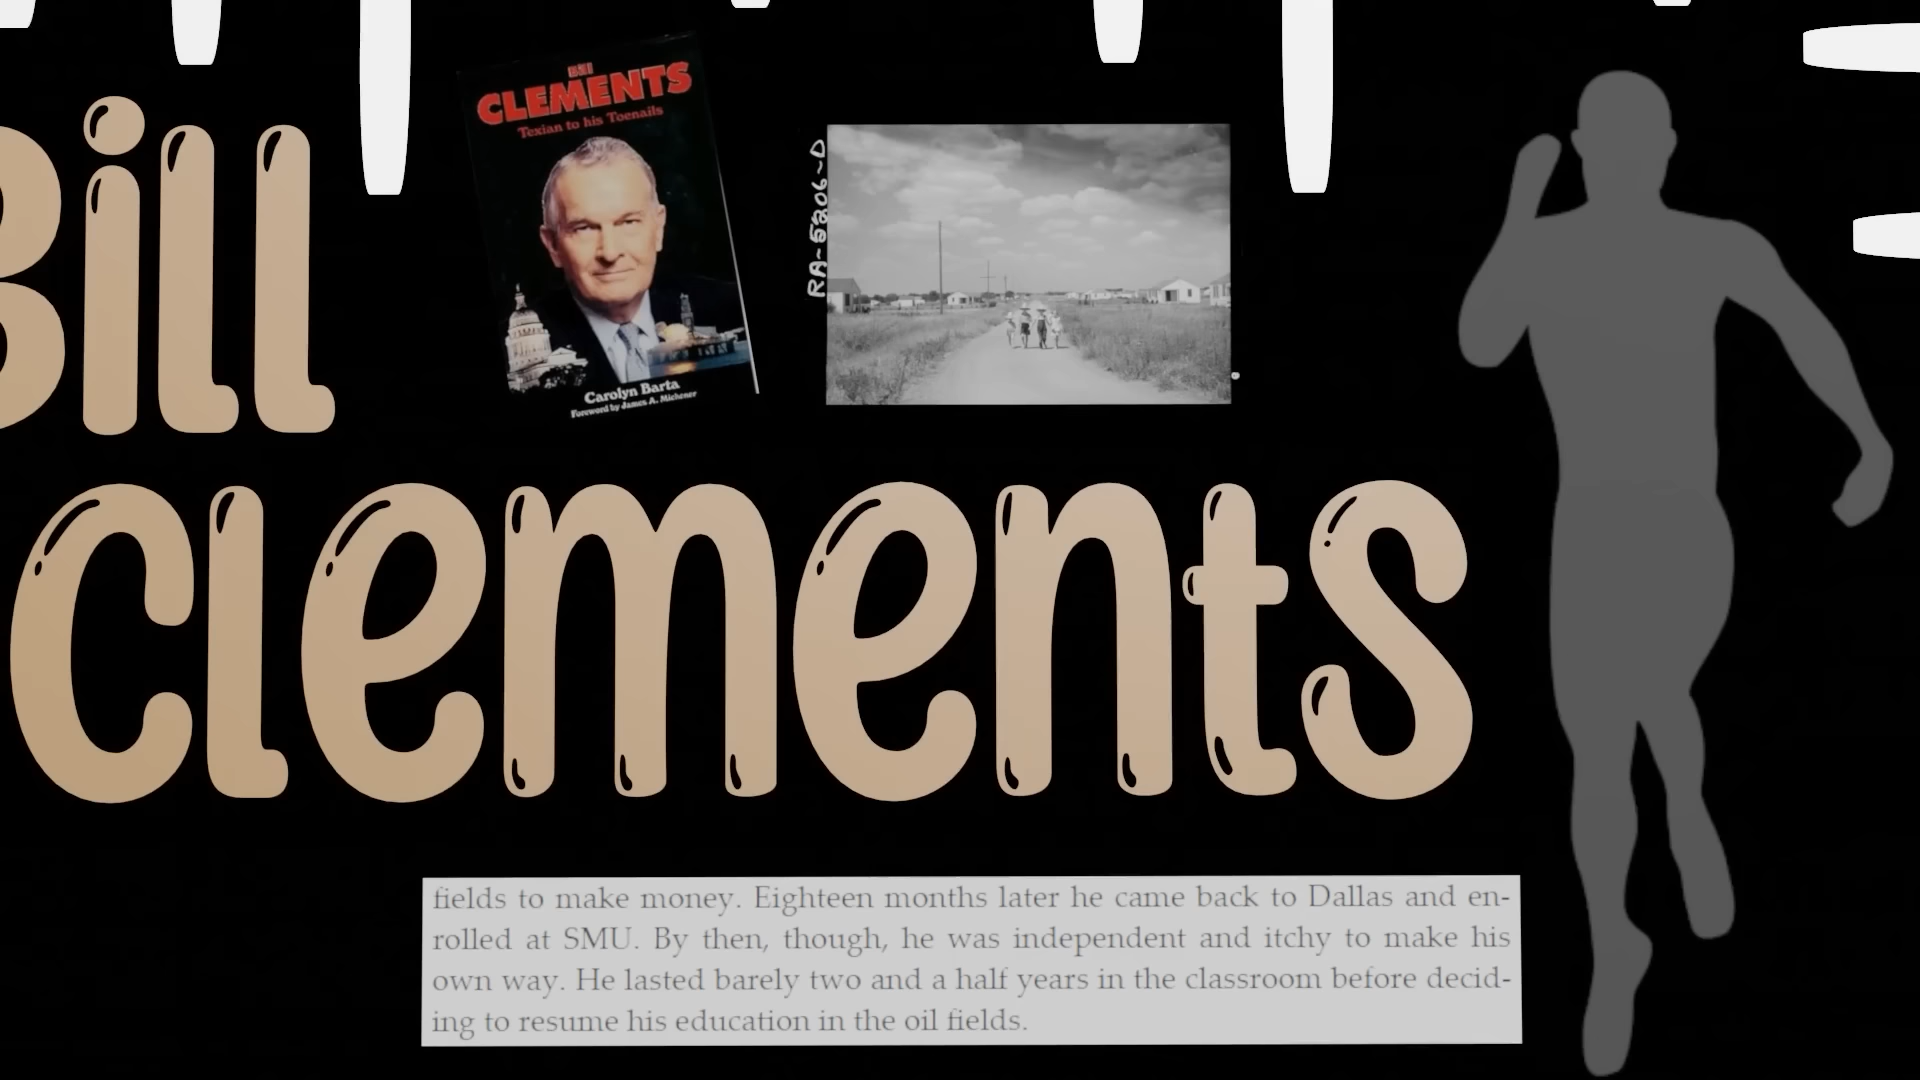 Bill
CLEMENTS
Texian to his Toenails
Carolyn Barta
Foreword by James A. Michener
RA-5206-D
Bill
Clements
fields to make money. Eighteen months later he came back to Dallas and en-
rolled at SMU. By then, though, he was independent and itchy to make his
own way. He lasted barely two and a half years in the classroom before decid-
ing to resume his education in the oil fields.